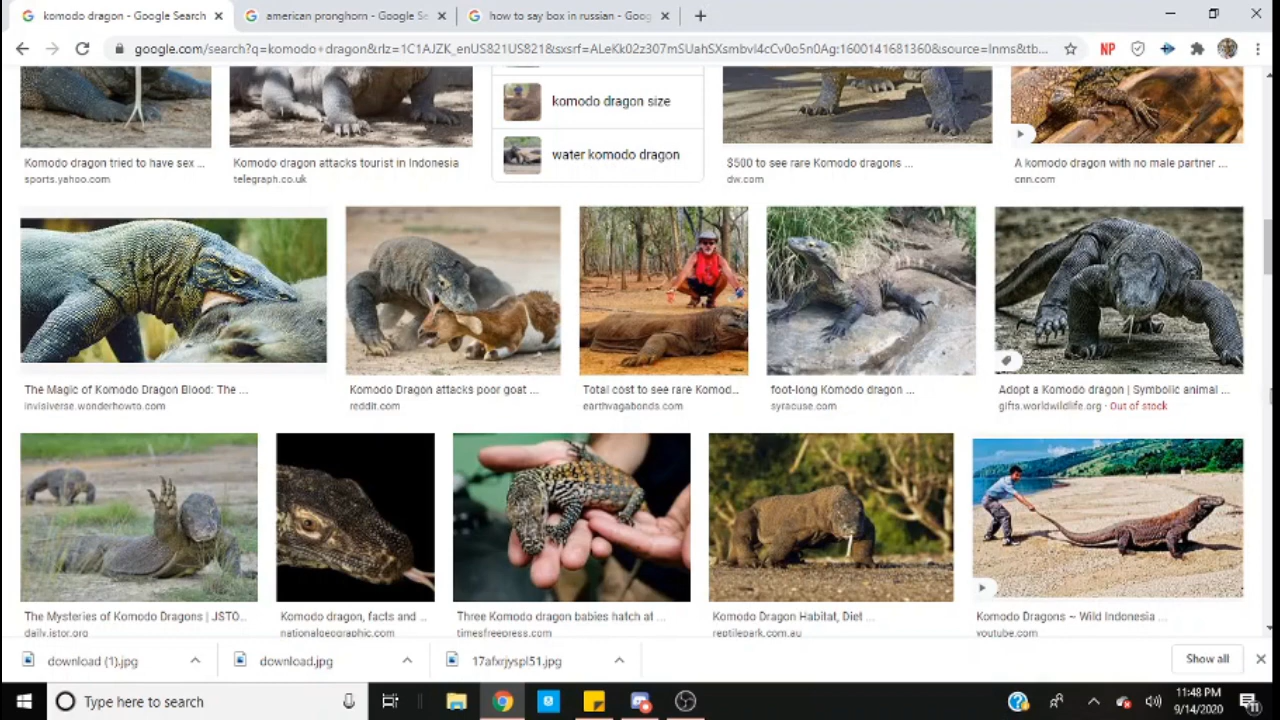 komodo dragon - Google Search
american pronghorn - Google Se
how to say box in russian - Goog
google.com/search?q=komodo+dragon&rlz=1C1AJZK_enUS821US821&sxsrf=ALeKk02z307mSUahSXsmbvl4cCv0o5n0Ag:1600141681360&source=lnms&tb...
NP
komodo dragon size
water komodo dragon
Komodo dragon tried to have sex ...
sports.yahoo.com
Komodo dragon attacks tourist in Indonesia
telegraph.co.uk
$500 to see rare Komodo dragons ...
dw.com
A komodo dragon with no male partner ...
cnn.com
The Magic of Komodo Dragon Blood: The ...
invisiverse.wonderhowto.com
Komodo Dragon attacks poor goat ...
reddit.com
Total cost to see rare Komod...
earthvagabonds.com
foot-long Komodo dragon ...
syracuse.com
Adopt a Komodo dragon | Symbolic animal ...
gifts.worldwildlife.org · Out of stock
The Mysteries of Komodo Dragons | JSTO...
daily.jstor.org
Komodo dragon, facts and ...
nationalgeographic.com
Three Komodo dragon babies hatch at ...
timesfreepress.com
Komodo Dragon Habitat, Diet ...
reptilepark.com.au
Komodo Dragons ~ Wild Indonesia ...
youtube.com
download (1).jpg
download.jpg
17afxrjyspl51.jpg
Show all
Type here to search
11:48 PM
9/14/2020
11